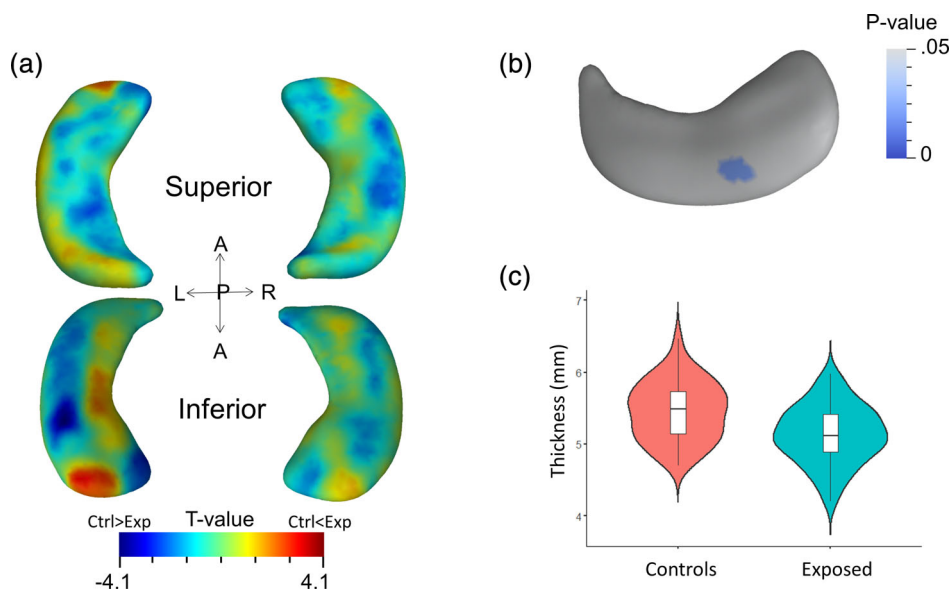 (a)
Superior
A
L
P
R
A
Inferior
Ctrl>Exp
T-value
Ctrl<Exp
-4.1
4.1
(b)
P-value
.05
0
(c)
Thickness (mm)
7
6
5
4
Controls
Exposed